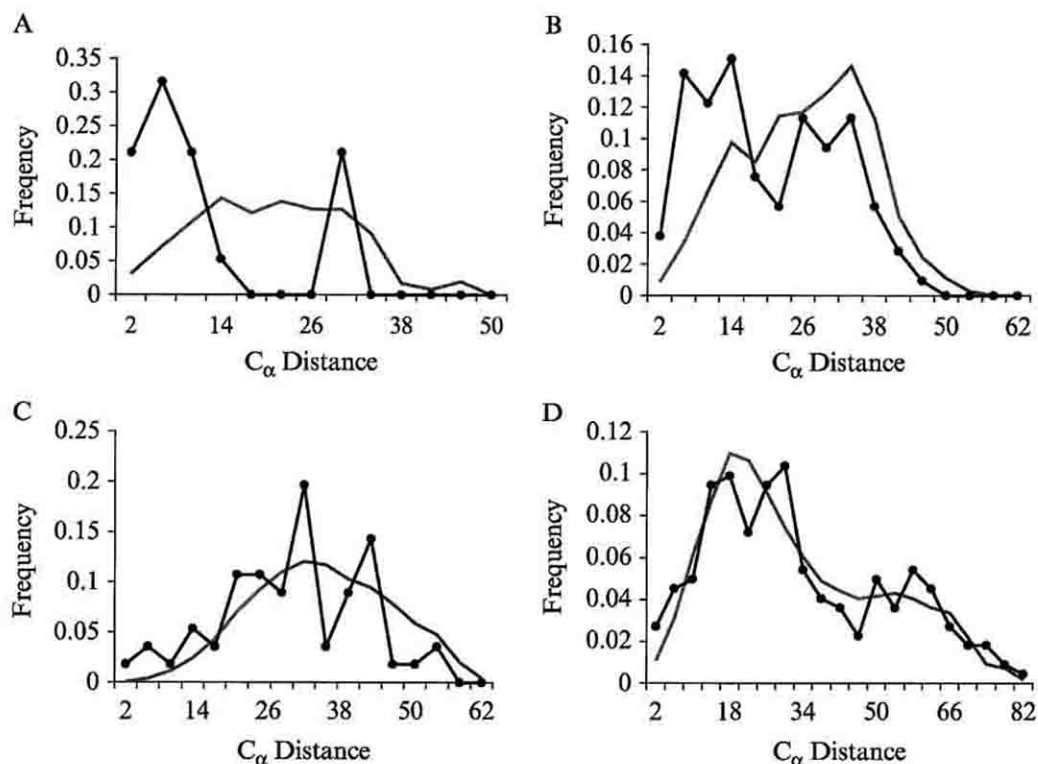 A
0.35
0.3
0.25
0.2
0.15
0.1
0.05
0
Freqency
2 14 26 38 50
Cα Distance
B
0.16
0.14
0.12
0.10
0.08
0.06
0.04
0.02
0
Frequency
2 14 26 38 50 62
Cα Distance
C
0.25
0.2
0.15
0.1
0.05
0
Frequency
2 14 26 38 50 62
Cα Distance
D
0.12
0.1
0.08
0.06
0.04
0.02
0
Frequency
2 18 34 50 66 82
Cα Distance